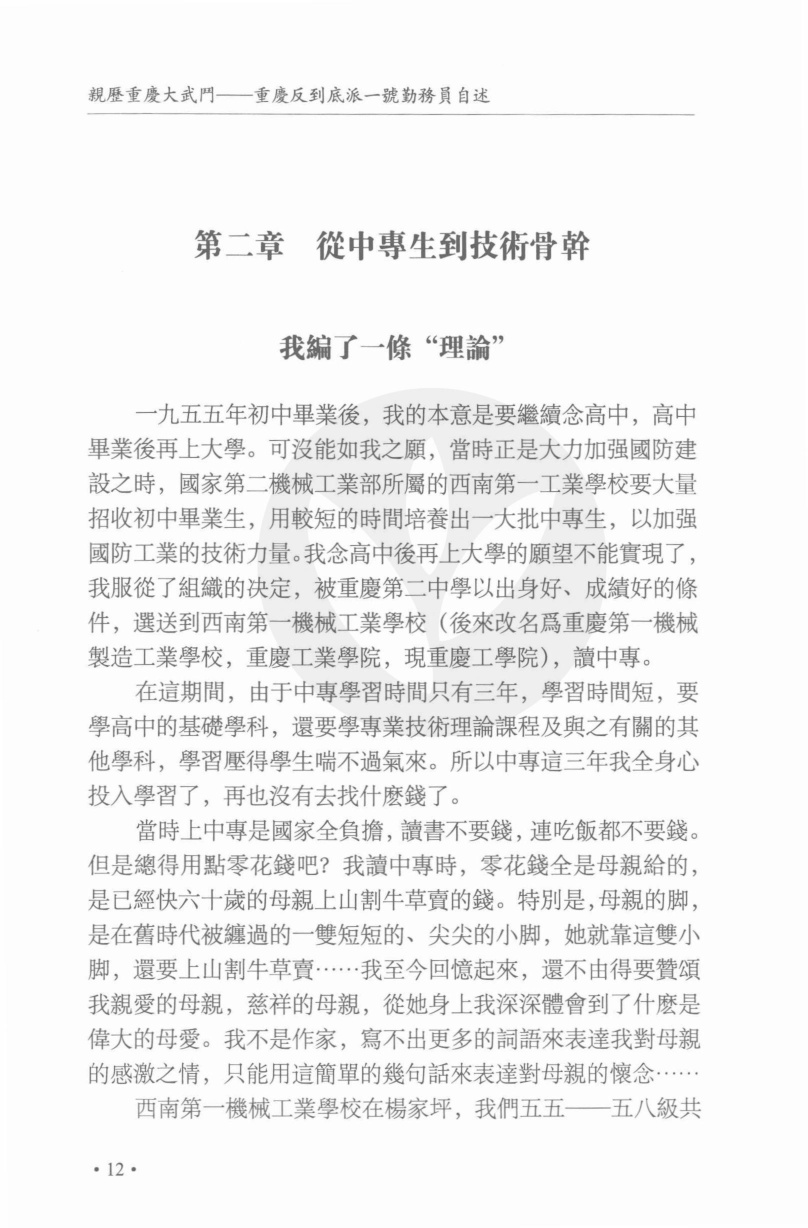 親歷重慶大武鬥——重慶反到底派一號勤務員自述
第二章　從中專生到技術骨幹
我編了一條“理論”
一九五五年初中畢業後，我的本意是要繼續念高中，高中
畢業後再上大學。可沒能如我之願，當時正是大力加强國防建
設之時，國家第二機械工業部所屬的西南第一工業學校要大量
招收初中畢業生，用較短的時間培養出一大批中專生，以加强
國防工業的技術力量。我念高中後再上大學的願望不能實現了，
我服從了組織的决定，被重慶第二中學以出身好、成績好的條
件，選送到西南第一機械工業學校（後來改名爲重慶第一機械
製造工業學校，重慶工業學院，現重慶工學院），讀中專。
在這期間，由于中專學習時間只有三年，學習時間短，要
學高中的基礎學科，還要學專業技術理論課程及與之有關的其
他學科，學習壓得學生喘不過氣來。所以中專這三年我全身心
投入學習了，再也沒有去找什麽錢了。
當時上中專是國家全負擔，讀書不要錢，連吃飯都不要錢。
但是總得用點零花錢吧？我讀中專時，零花錢全是母親給的，
是已經快六十歲的母親上山割牛草賣的錢。特別是，母親的脚，
是在舊時代被纏過的一雙短短的、尖尖的小脚，她就靠這雙小
脚，還要上山割牛草賣……我至今回憶起來，還不由得要贊頌
我親愛的母親，慈祥的母親，從她身上我深深體會到了什麽是
偉大的母愛。我不是作家，寫不出更多的詞語來表達我對母親
的感激之情，只能用這簡單的幾句話來表達對母親的懷念……
西南第一機械工業學校在楊家坪，我們五五——五八級共
·12·